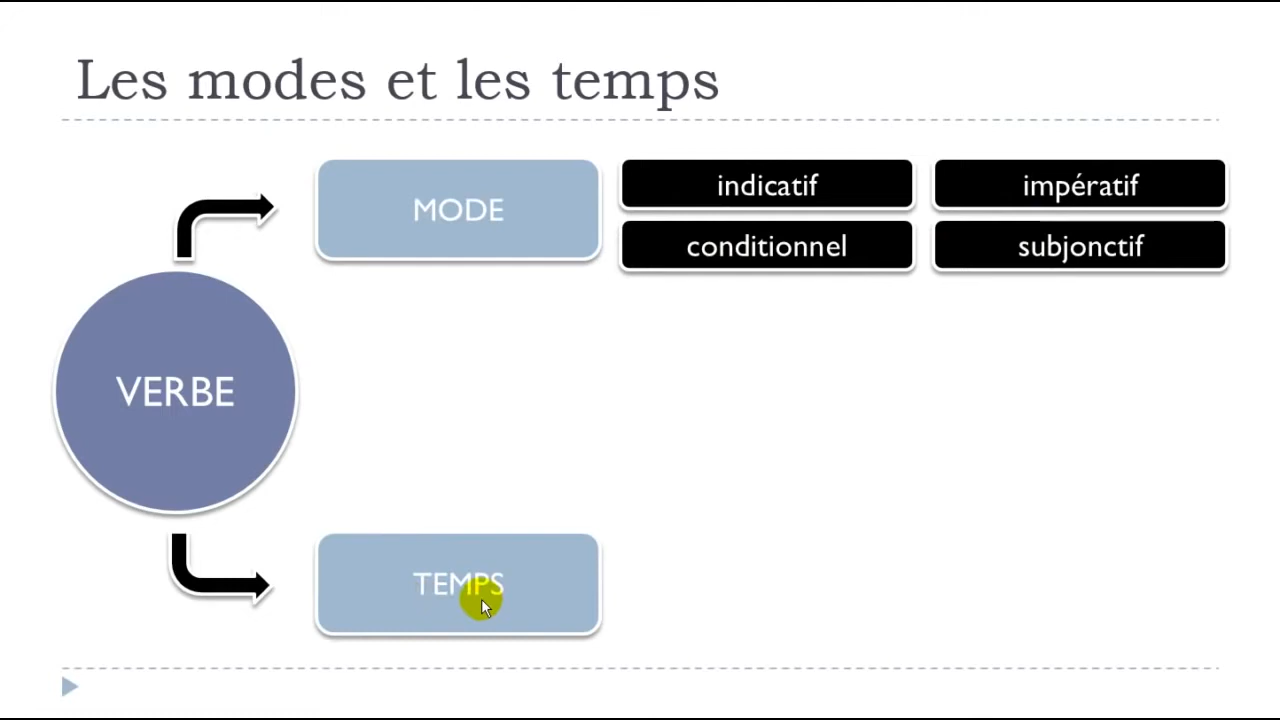 Les modes et les temps
MODE
indicatif
impératif
conditionnel
subjonctif
VERBE
TEMPS